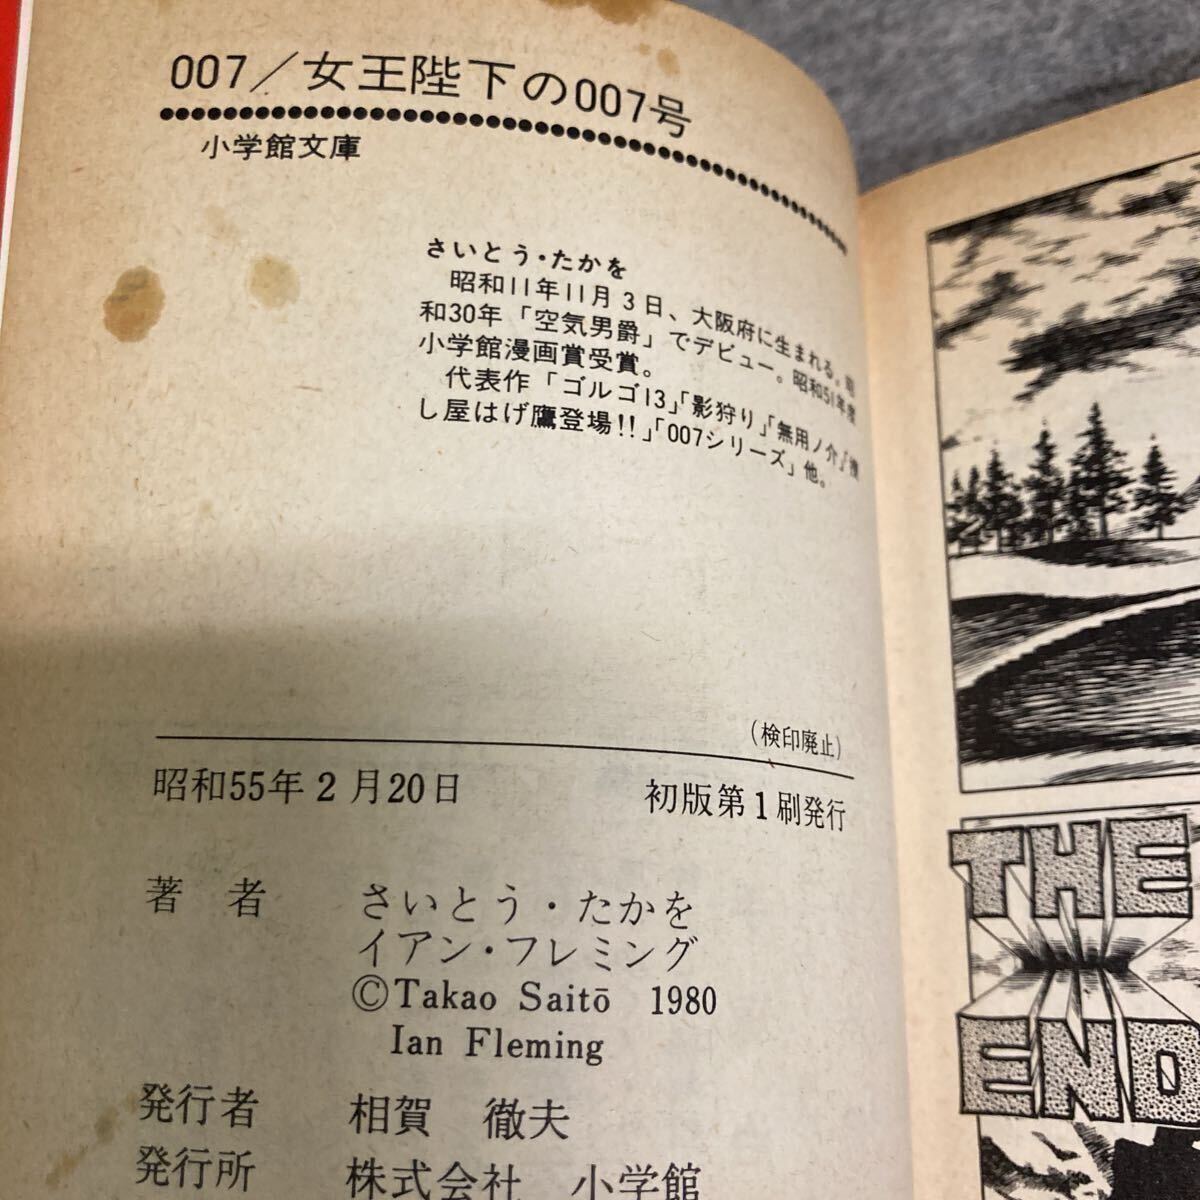 007／女王陛下の007号
小学館文庫
さいとう・たかを
昭和11年11月3日、大阪府に生まれる。昭
和30年「空気男爵」でデビュー。昭和51年度
小学館漫画賞受賞。
代表作「ゴルゴ13」「影狩り」「無用ノ介」「捜
し屋はげ鷹登場!!」「007シリーズ」他。
（検印廃止）
昭和55年2月20日　初版第1刷発行
著者　さいとう・たかを
イアン・フレミング
©Takao Saitō 1980
Ian Fleming
発行者　相賀　徹夫
発行所　株式会社　小学館
THE
END